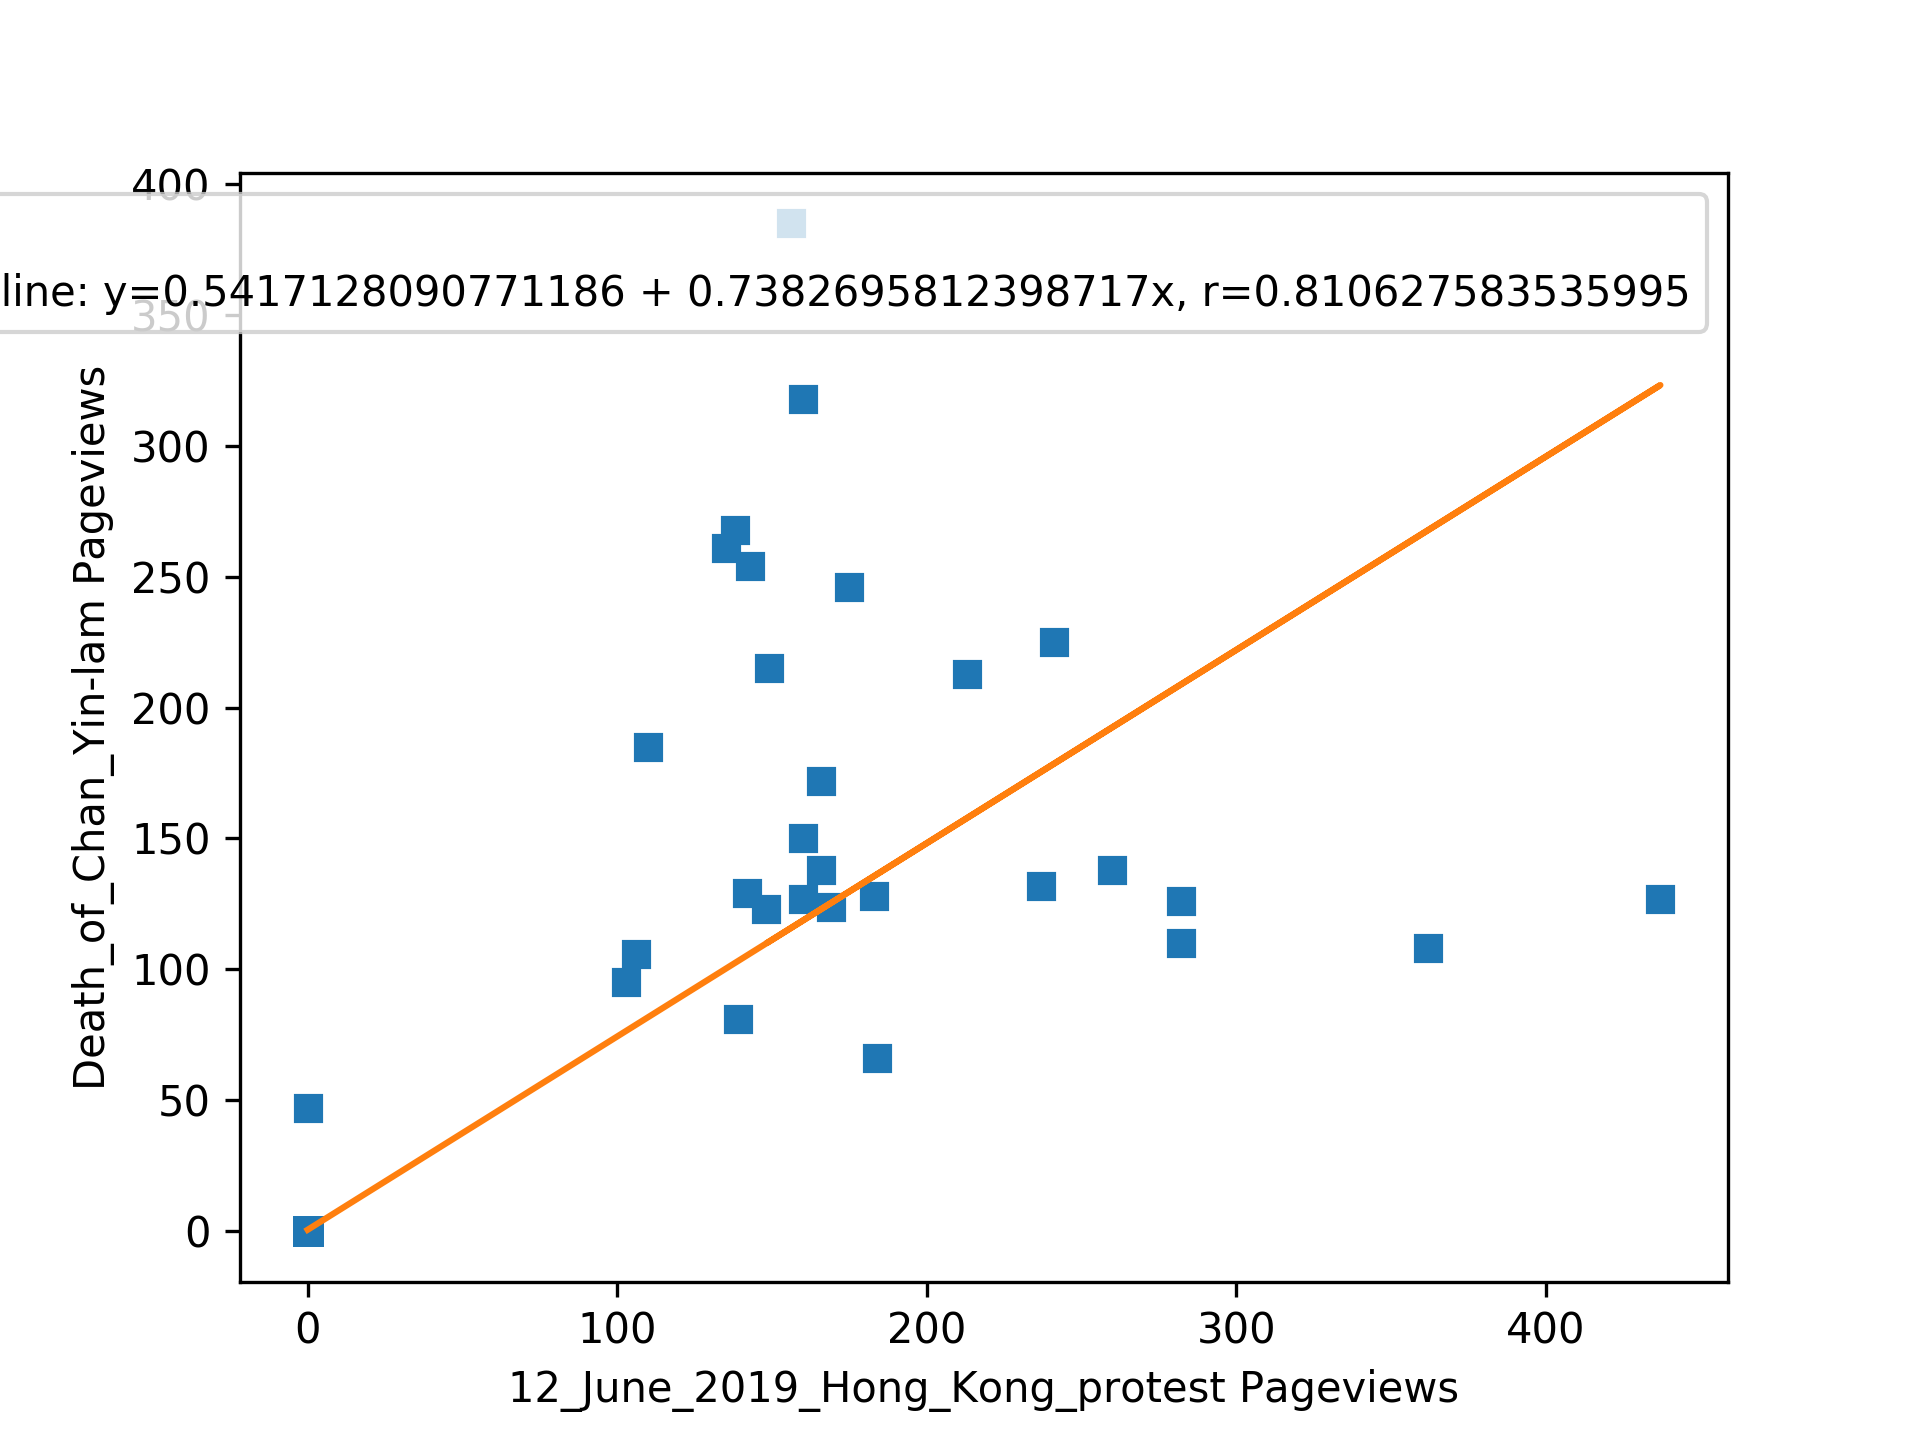 400
line: y=0.5417128090771186 + 0.7382695812398717x, r=0.810627583535995
350
300
250
200
150
100
50
0
Death_of_Chan_Yin-lam Pageviews
0 100 200 300 400
12_June_2019_Hong_Kong_protest Pageviews